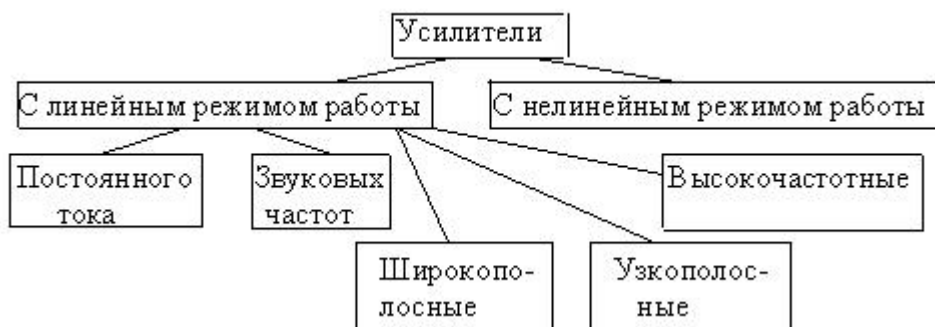 Усилители
С линейным режимом работы
С нелинейным режимом работы
Постоянного
тока
Звуковых
частот
Высокочастотные
Широкопо-
лосные
Узкополос-
ные